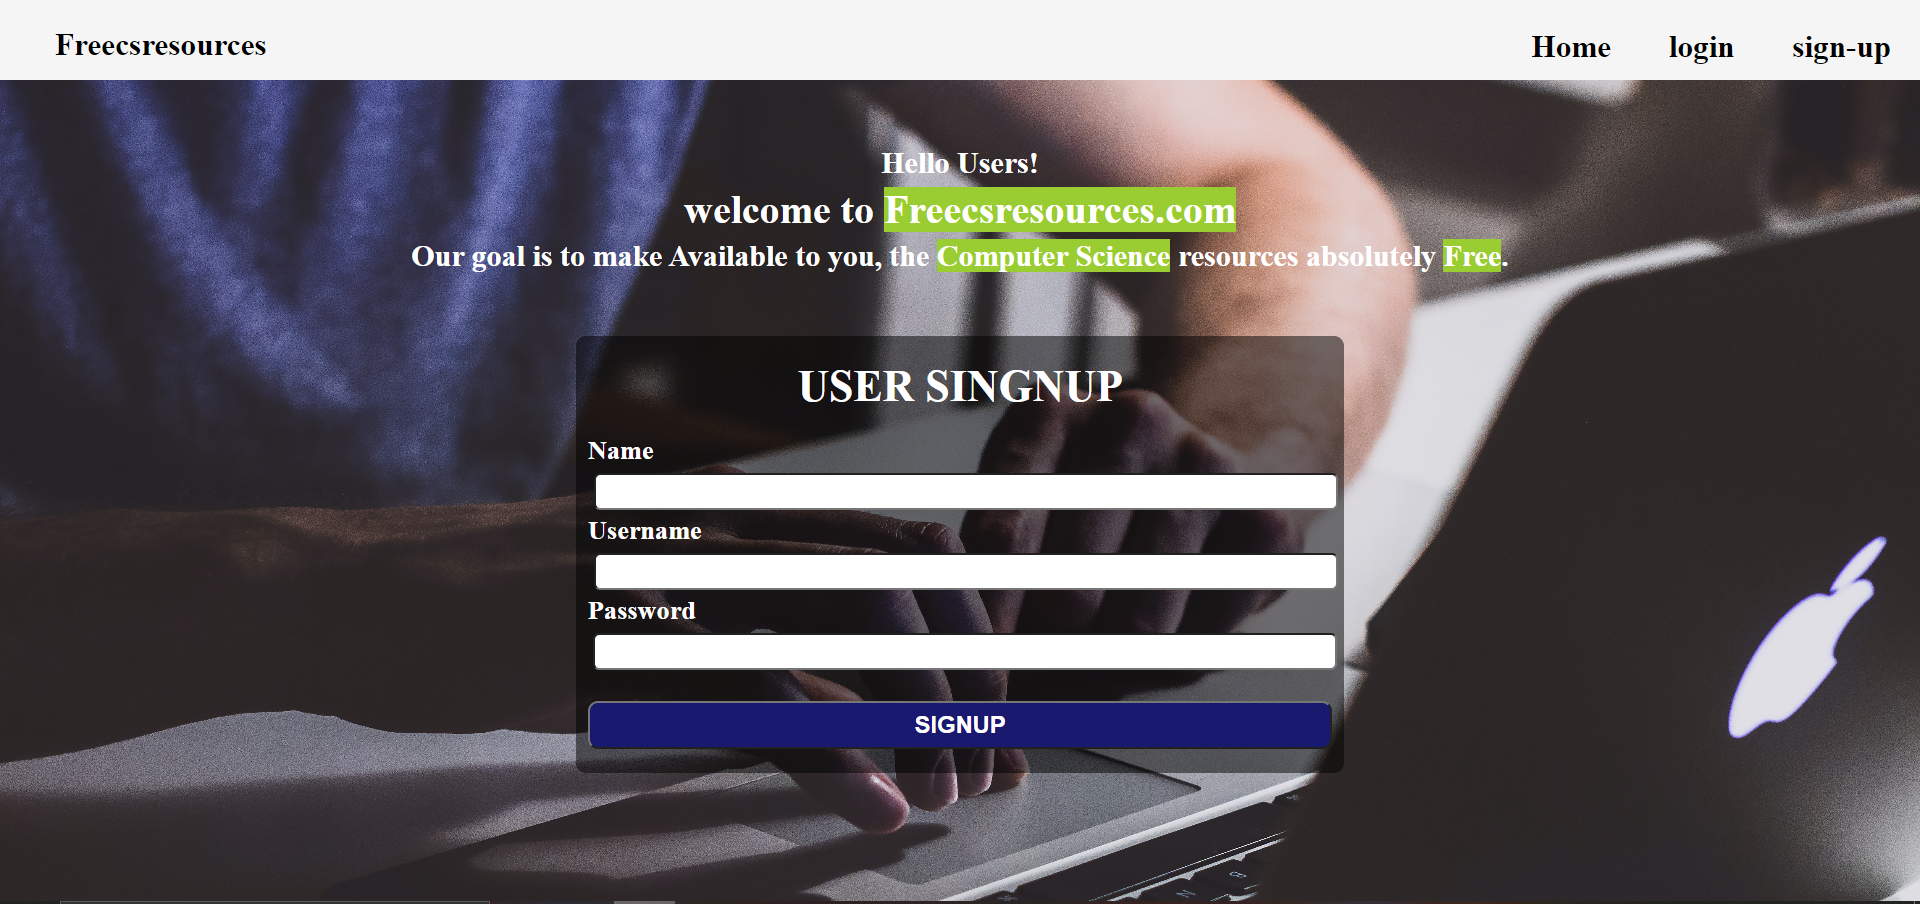 Freecsresources Home login sign-up
Hello Users!
welcome to Freecsresources.com
Our goal is to make Available to you, the Computer Science resources absolutely Free.
USER SINGNUP
Name
Username
Password
SIGNUP